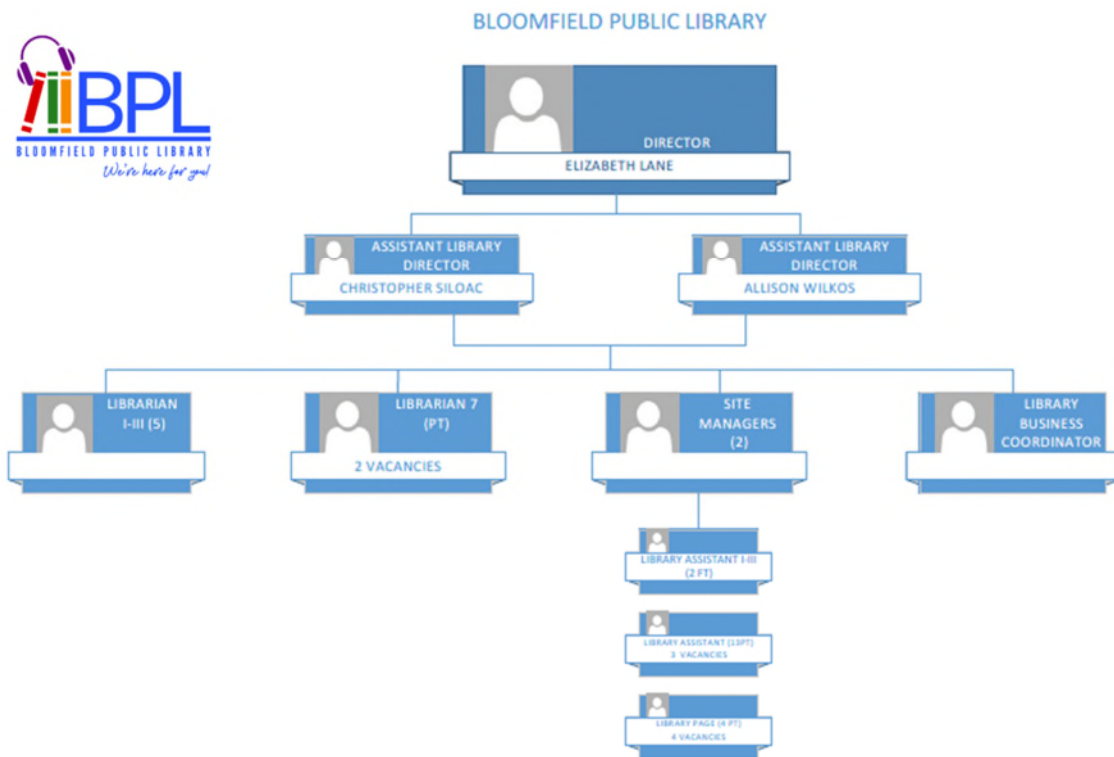 BLOOMFIELD PUBLIC LIBRARY
BPL
BLOOMFIELD PUBLIC LIBRARY
We're here for you!
DIRECTOR
ELIZABETH LANE
ASSISTANT LIBRARY
DIRECTOR
CHRISTOPHER SILOAC
ASSISTANT LIBRARY
DIRECTOR
ALLISON WILKOS
LIBRARIAN
I-III (5)
LIBRARIAN 7
(PT)
2 VACANCIES
SITE
MANAGERS
(2)
LIBRARY
BUSINESS
COORDINATOR
LIBRARY ASSISTANT I-III
(2 FT)
LIBRARY ASSISTANT (13PT)
3 VACANCIES
LIBRARY PAGE (4 PT)
4 VACANCIES